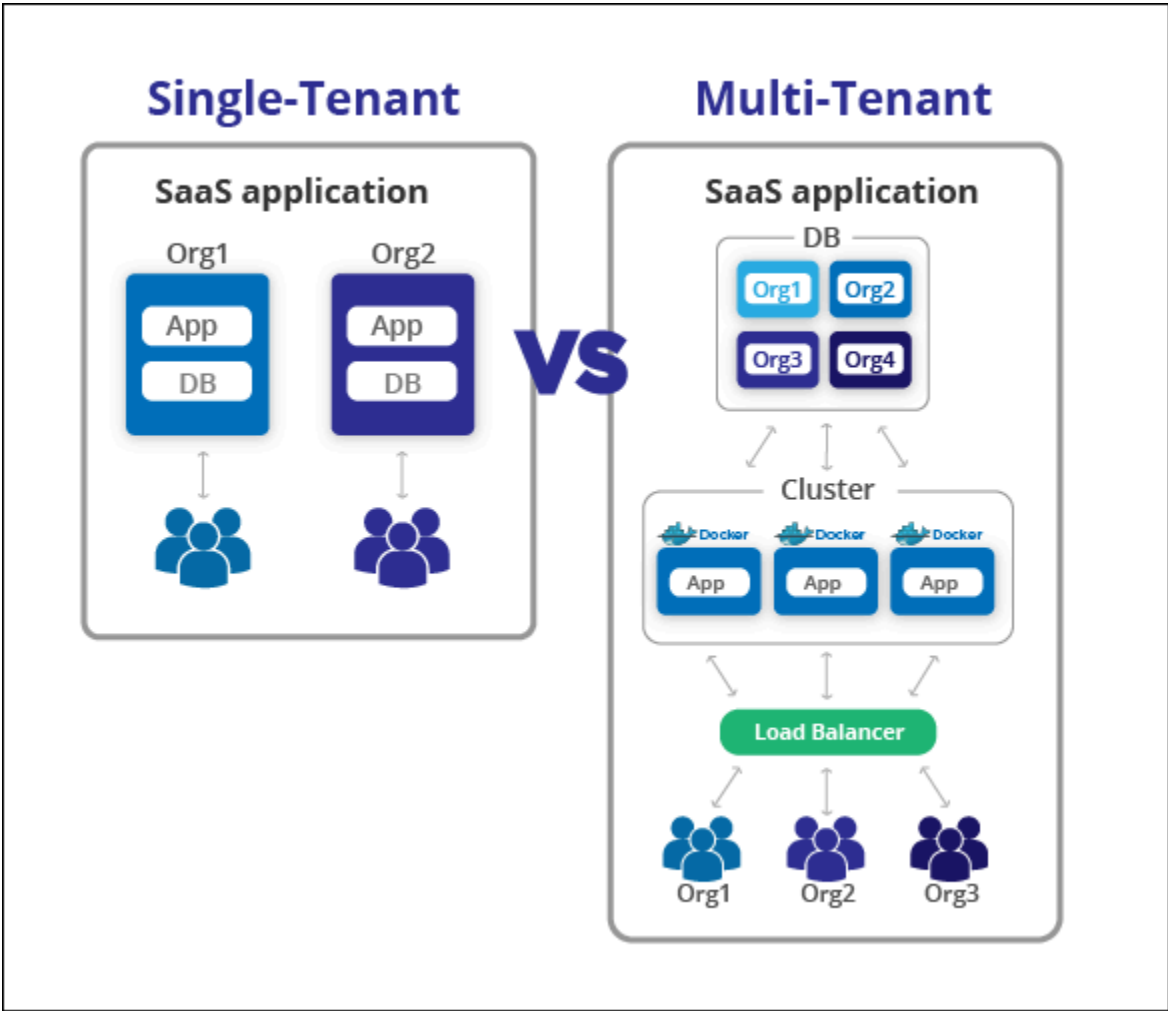 Single-Tenant
SaaS application
Org1 Org2
App App
DB DB
VS
Multi-Tenant
SaaS application
DB
Org1 Org2
Org3 Org4
Cluster
Docker Docker Docker
App App App
Load Balancer
Org1 Org2 Org3